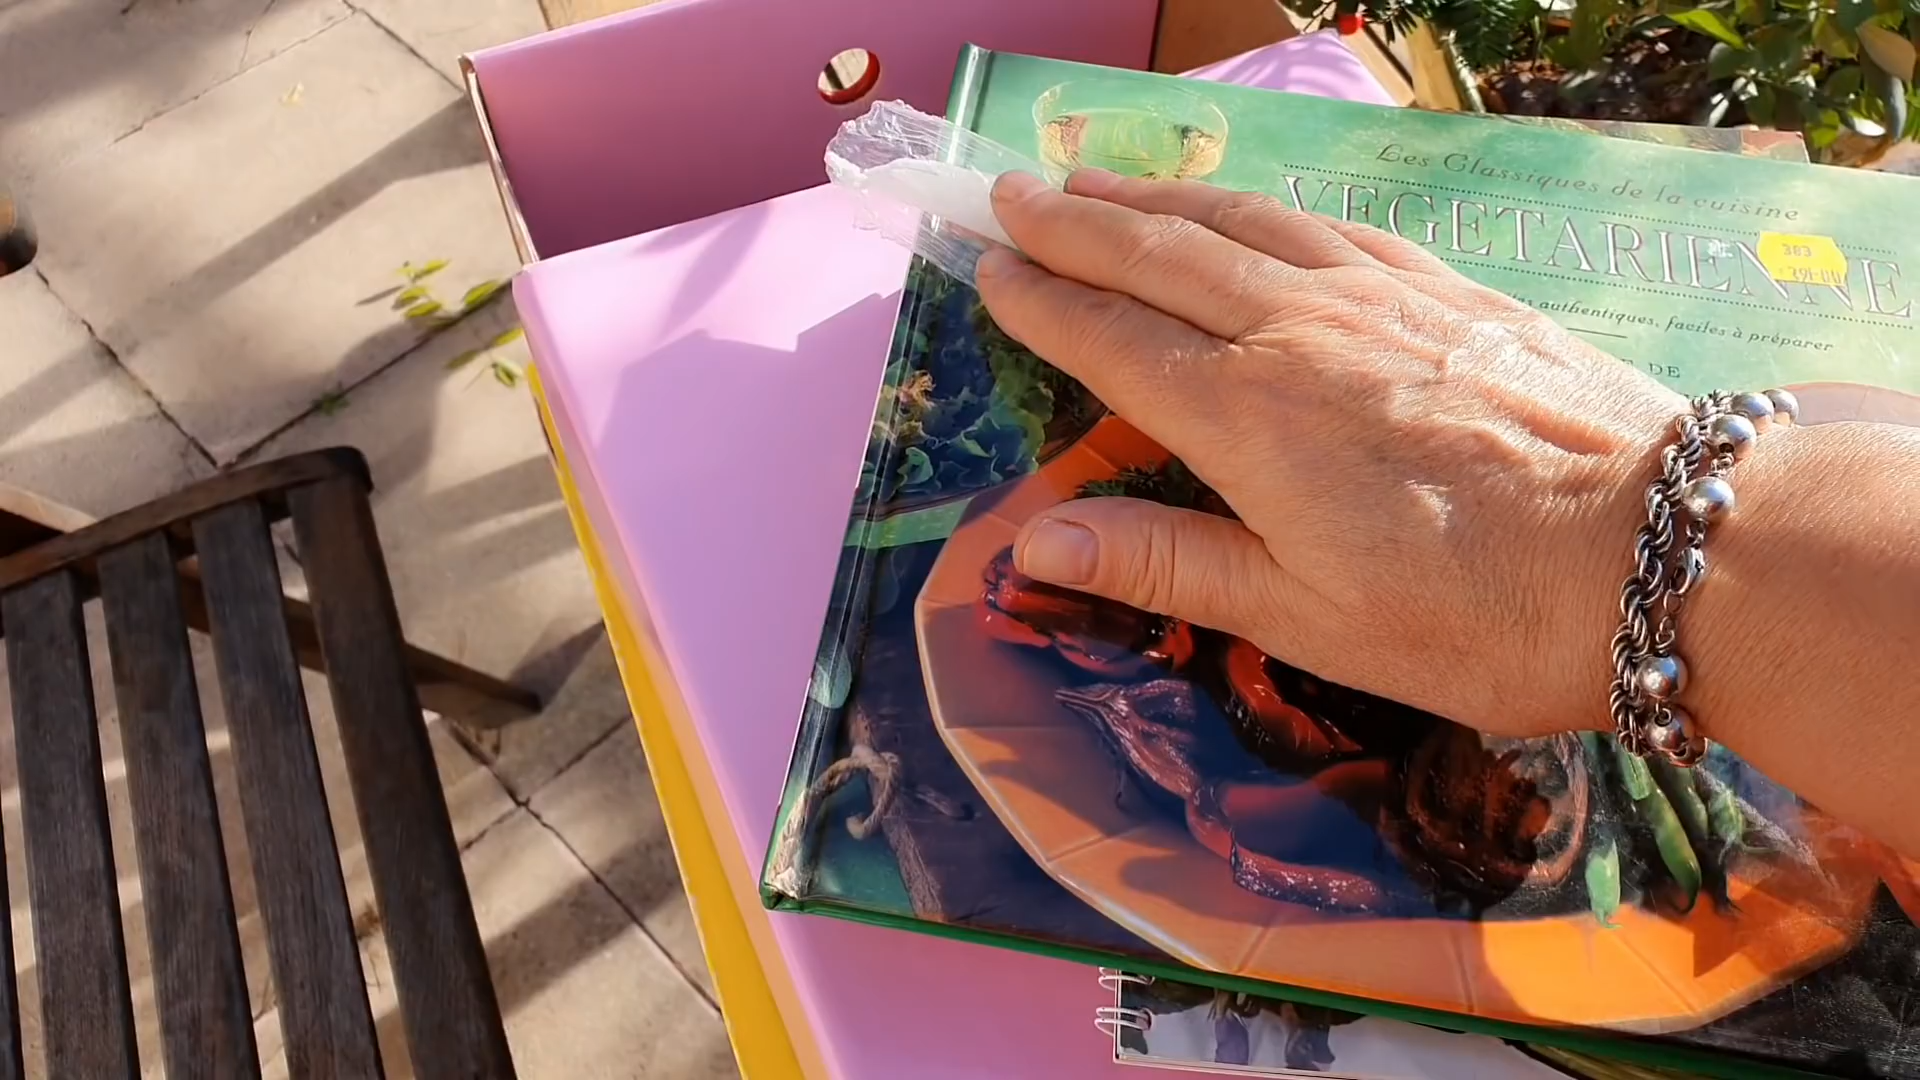 Les Classiques de la cuisine
VEGETARIENNE
authentiques, faciles à préparer
DE
383